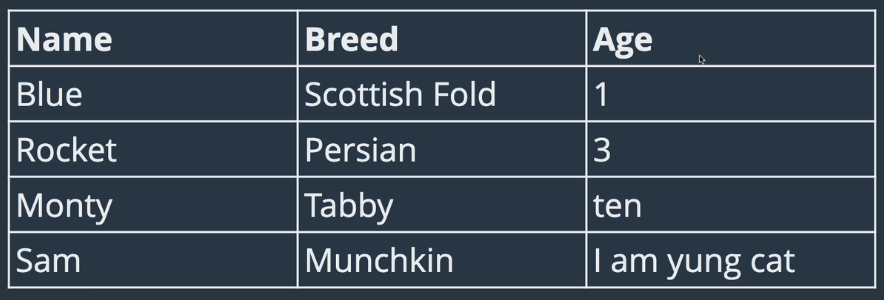 Name Breed Age
Blue Scottish Fold 1
Rocket Persian 3
Monty Tabby ten
Sam Munchkin I am yung cat